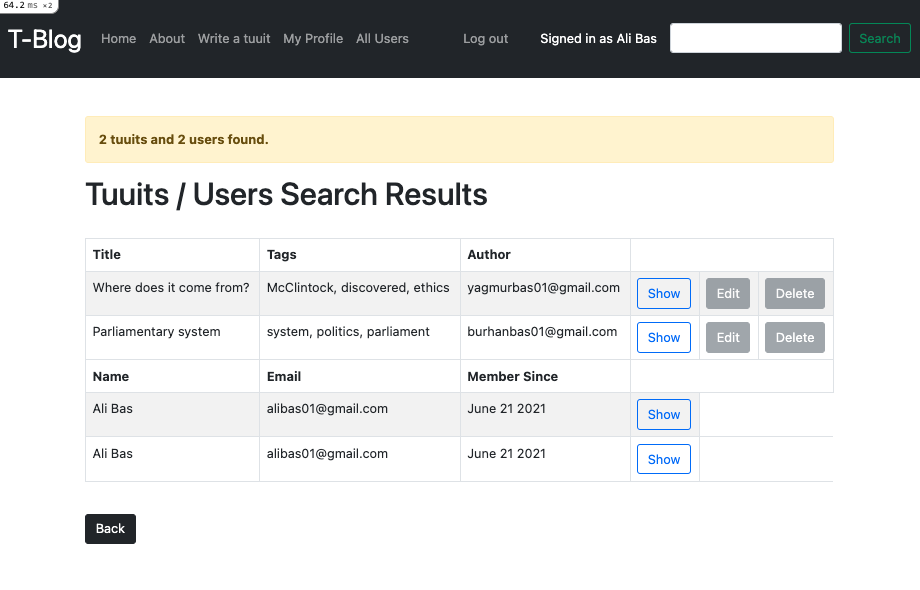 64.2 ms ×2
T-Blog Home About Write a tuuit My Profile All Users Log out Signed in as Ali Bas Search
2 tuuits and 2 users found.
Tuuits / Users Search Results
Title Tags Author
Where does it come from? McClintock, discovered, ethics yagmurbas01@gmail.com Show Edit Delete
Parliamentary system system, politics, parliament burhanbas01@gmail.com Show Edit Delete
Name Email Member Since
Ali Bas alibas01@gmail.com June 21 2021 Show
Ali Bas alibas01@gmail.com June 21 2021 Show
Back